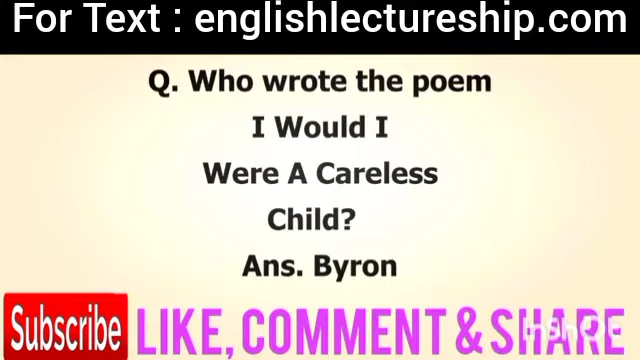 For Text : englishlectureship.com
Q. Who wrote the poem
I Would I
Were A Careless
Child?
Ans. Byron
Subscribe LIKE, COMMENT & SHARE